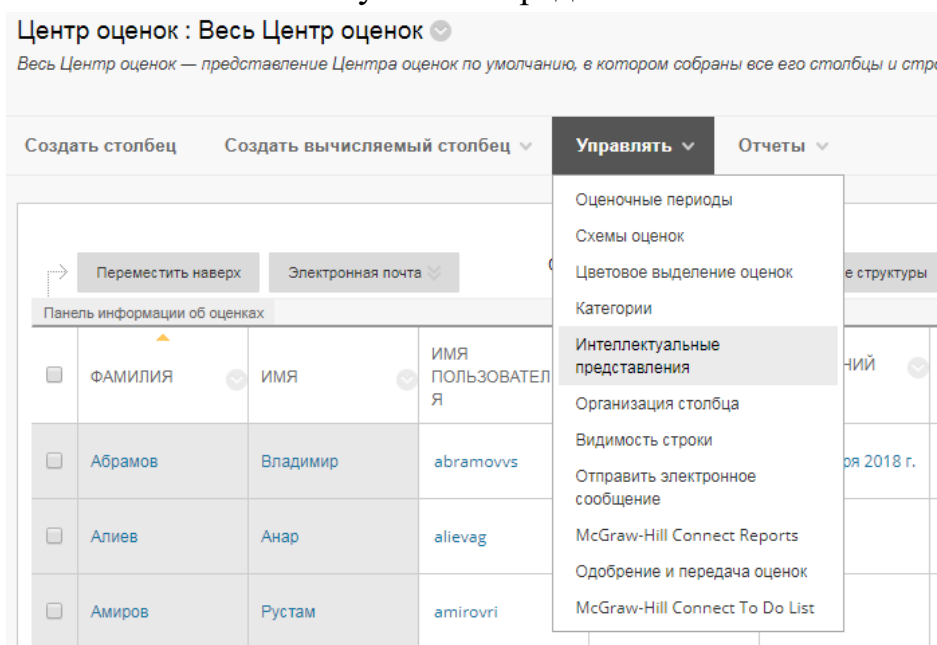 Центр оценок : Весь Центр оценок
Весь Центр оценок — представление Центра оценок по умолчанию, в котором собраны все его столбцы и
Создать столбец Создать вычисляемый столбец Управлять Отчеты
Оценочные периоды
Схемы оценок
Переместить наверх Электронная почта Цветовое выделение оценок е структуры
Панель информации об оценках Категории
ФАМИЛИЯ ИМЯ ИМЯ
ПОЛЬЗОВАТЕЛ
Я
Интеллектуальные
представления
НИЙ
Организация столбца
Видимость строки
Абрамов Владимир abramovvs ря 2018 г.
Отправить электронное
сообщение
Алиев Анар alievag McGraw-Hill Connect Reports
Одобрение и передача оценок
Амиров Рустам amirovri McGraw-Hill Connect To Do List